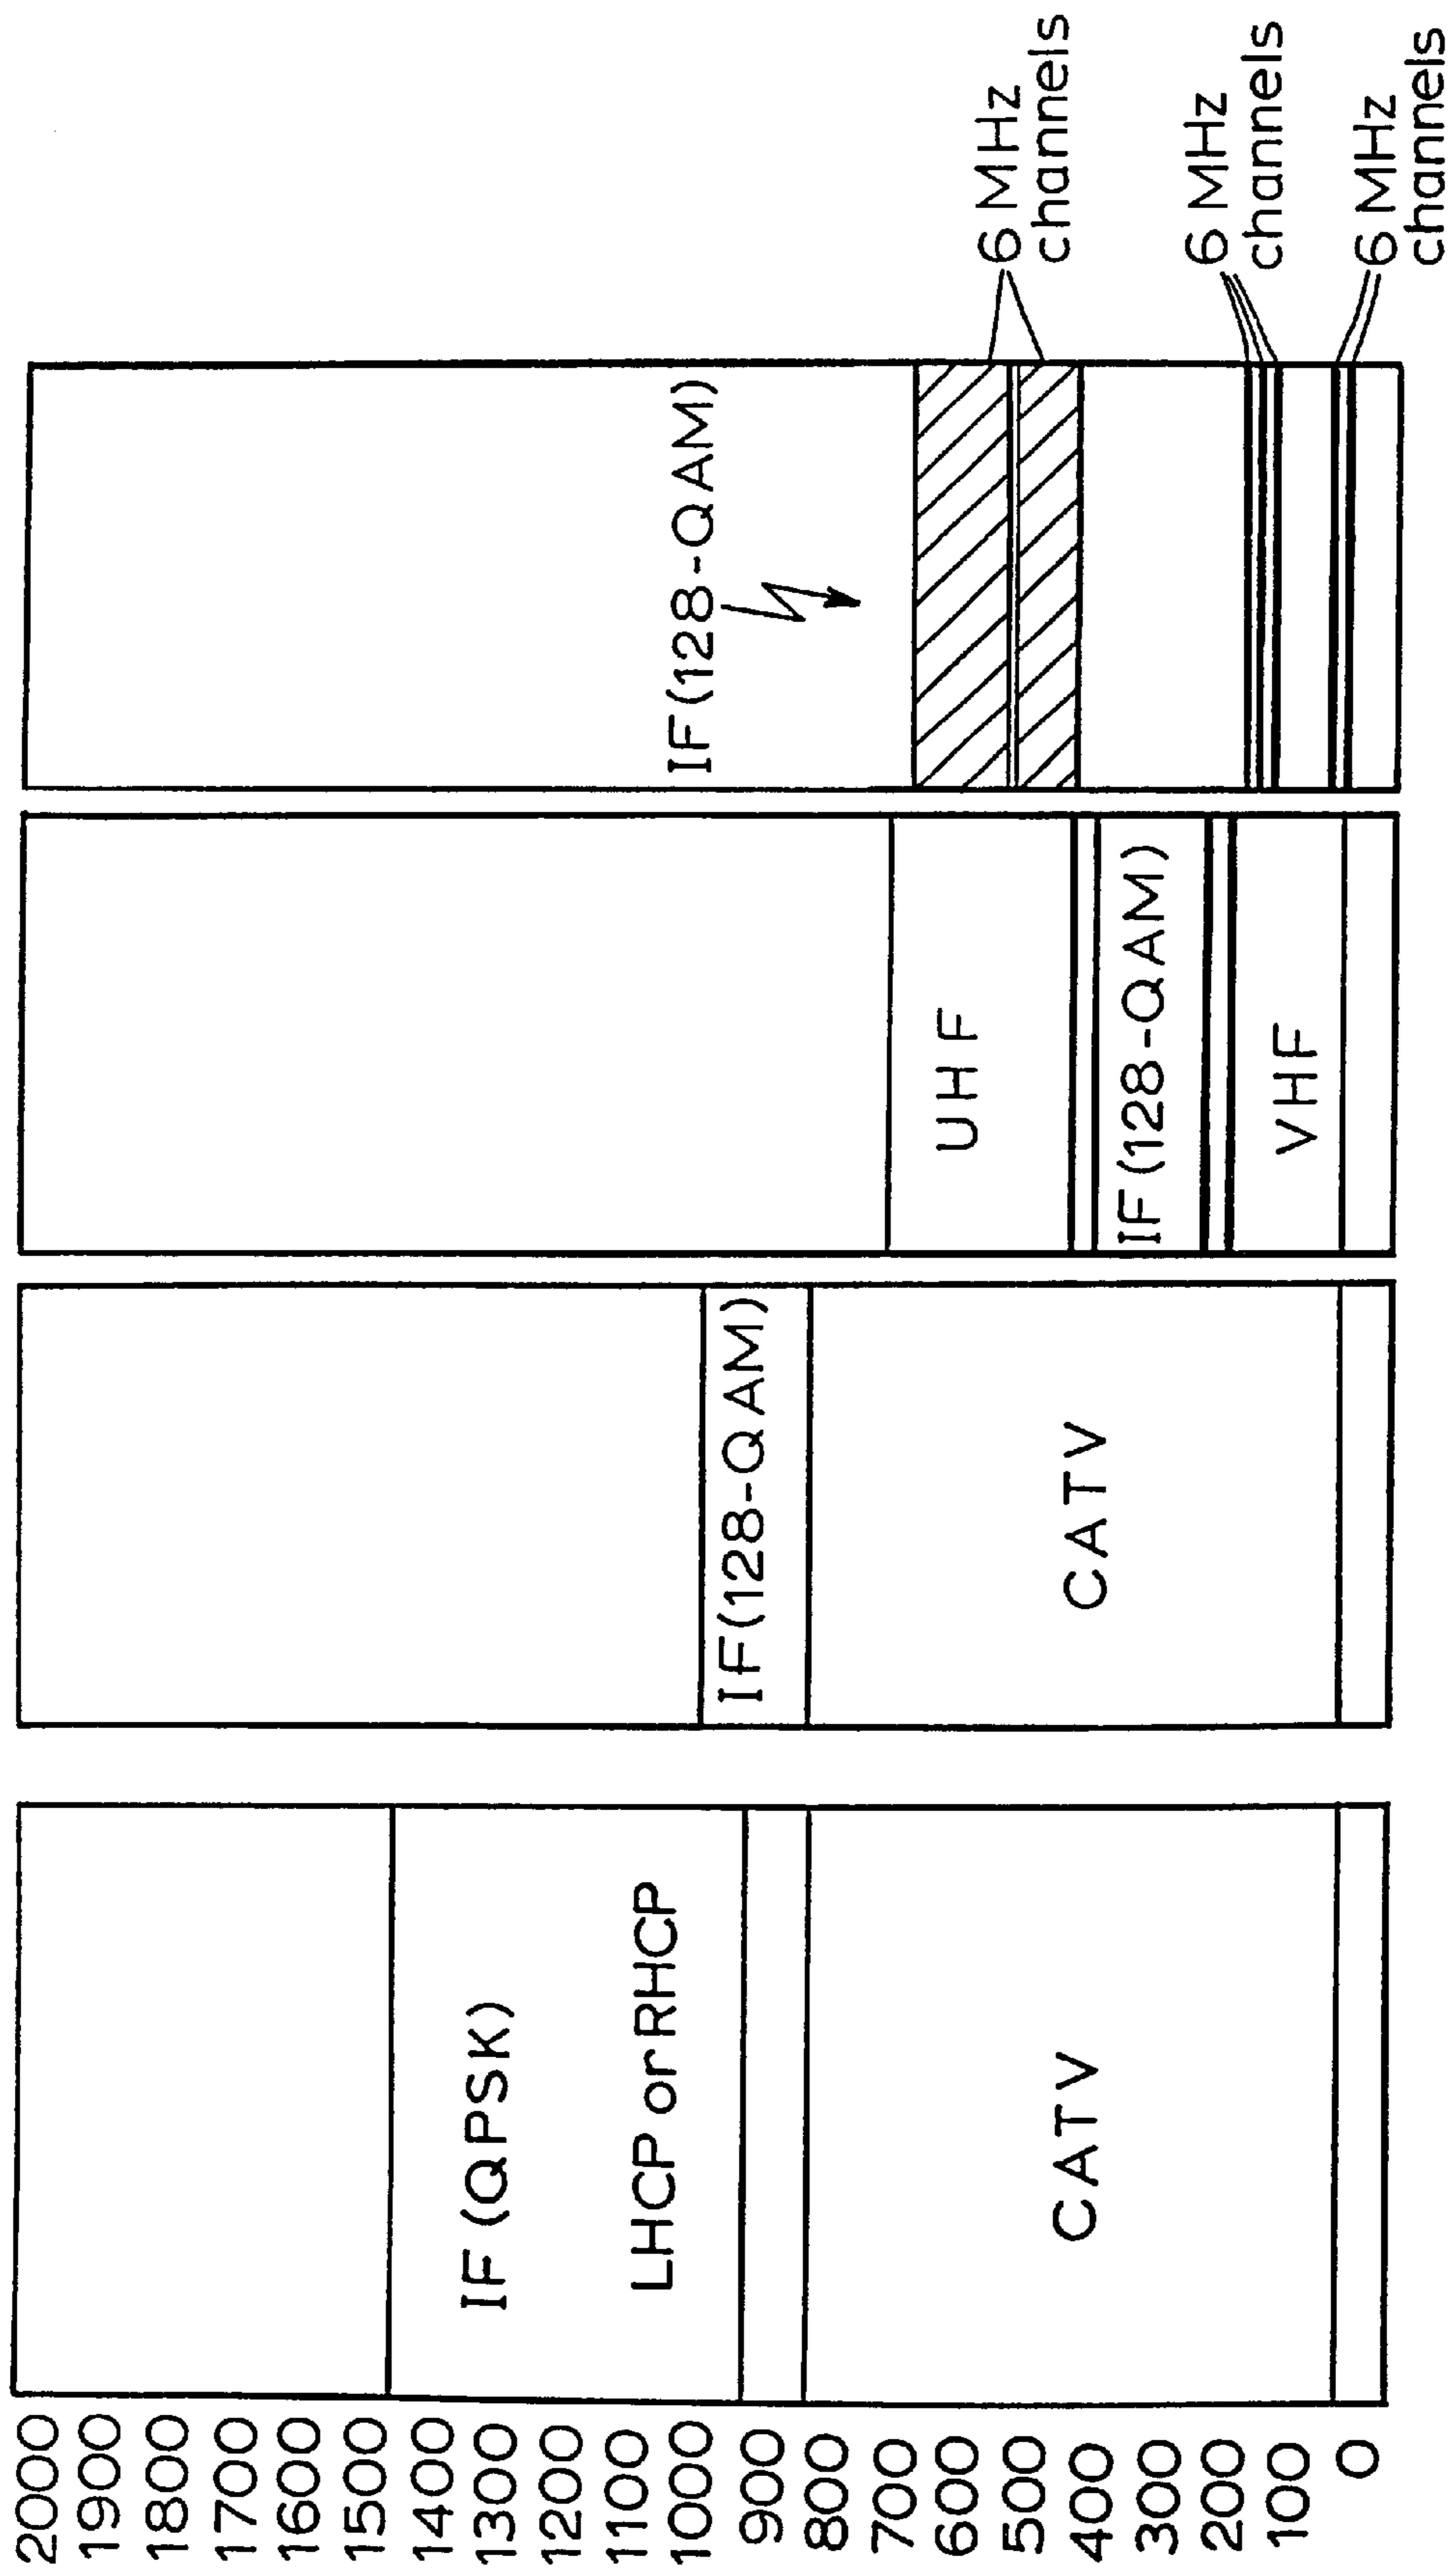 2000
1900
1800
1700
1600
1500
1400
1300
1200
1100
1000
900
800
700
600
500
400
300
200
100
0
IF (QPSK)
LHCP or RHCP
CATV
IF (128-QAM)
CATV
UHF
IF (128-QAM)
VHF
IF (128-QAM)
6 MHz
channels
6 MHz
channels
6 MHz
channels